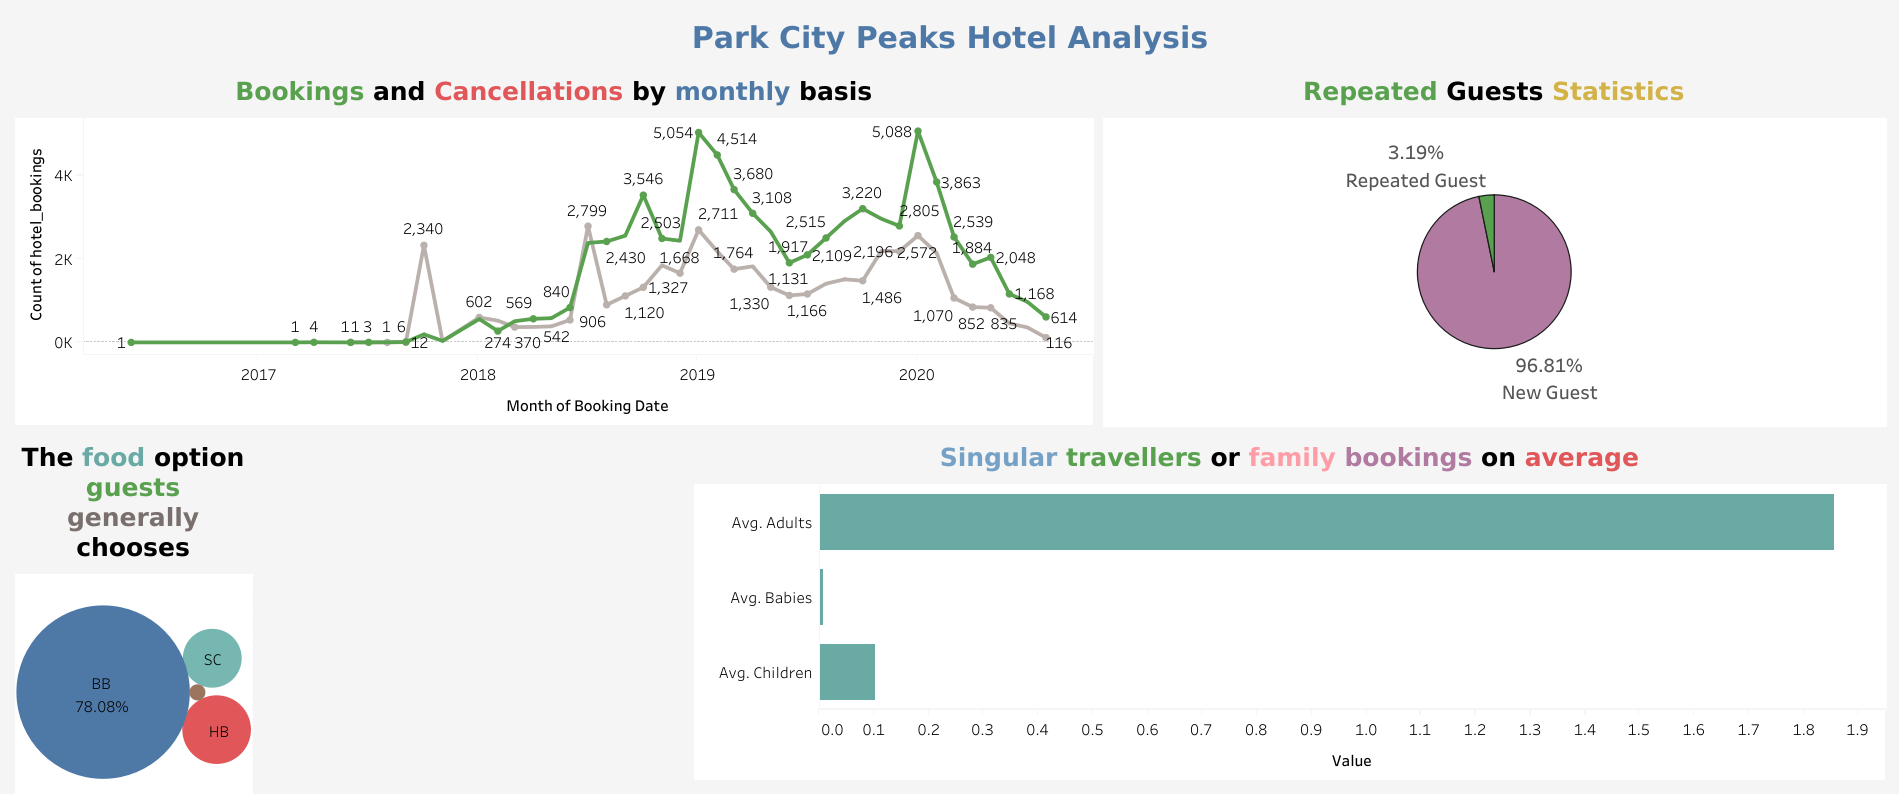 Park City Peaks Hotel Analysis
Bookings and Cancellations by monthly basis
Count of hotel_bookings
4K
2K
0K
5,054
4,514
5,088
3,546
3,680
3,863
3,108
3,220
2,799
2,711
2,805
2,340
2,503
2,515
2,539
1,917
1,884
2,430
1,668
1,764
2,109
2,196
2,572
2,048
1,131
602
569
840
1,327
1,330
1,486
1,168
1,120
1,166
906
1,070
852
835
614
1
1
4
11
3
1
6
12
274
370
542
116
2017
2018
2019
2020
Month of Booking Date
Repeated Guests Statistics
3.19%
Repeated Guest
96.81%
New Guest
The food option
guests
generally
chooses
BB
78.08%
SC
HB
Singular travellers or family bookings on average
Avg. Adults
Avg. Babies
Avg. Children
0.0 0.1 0.2 0.3 0.4 0.5 0.6 0.7 0.8 0.9 1.0 1.1 1.2 1.3 1.4 1.5 1.6 1.7 1.8 1.9
Value